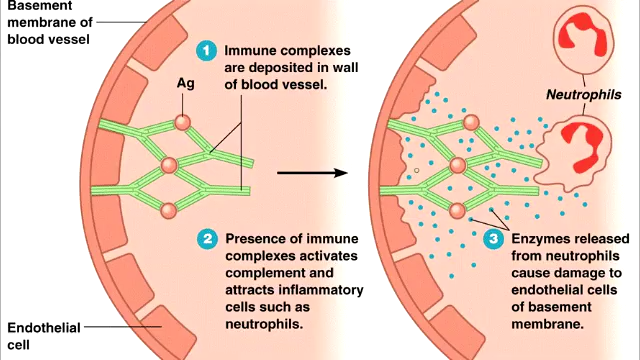 Basement
membrane of
blood vessel
1 Immune complexes
are deposited in wall
of blood vessel.
Ag
Neutrophils
2 Presence of immune
complexes activates
complement and
attracts inflammatory
cells such as
neutrophils.
3 Enzymes released
from neutrophils
cause damage to
endothelial cells
of basement
membrane.
Endothelial
cell